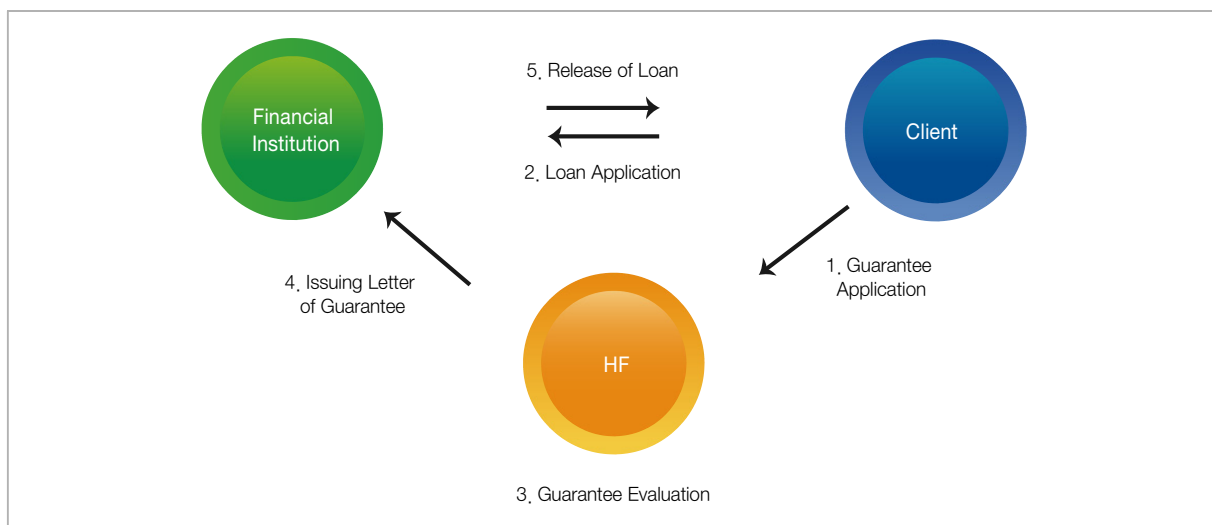 5. Release of Loan
Financial
Institution
Client
2. Loan Application
1. Guarantee
Application
4. Issuing Letter
of Guarantee
HF
3. Guarantee Evaluation